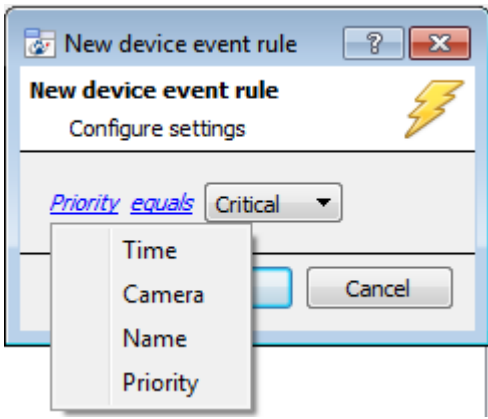 New device event rule
New device event rule
Configure settings
Priority equals Critical
Time
Camera
Cancel
Name
Priority